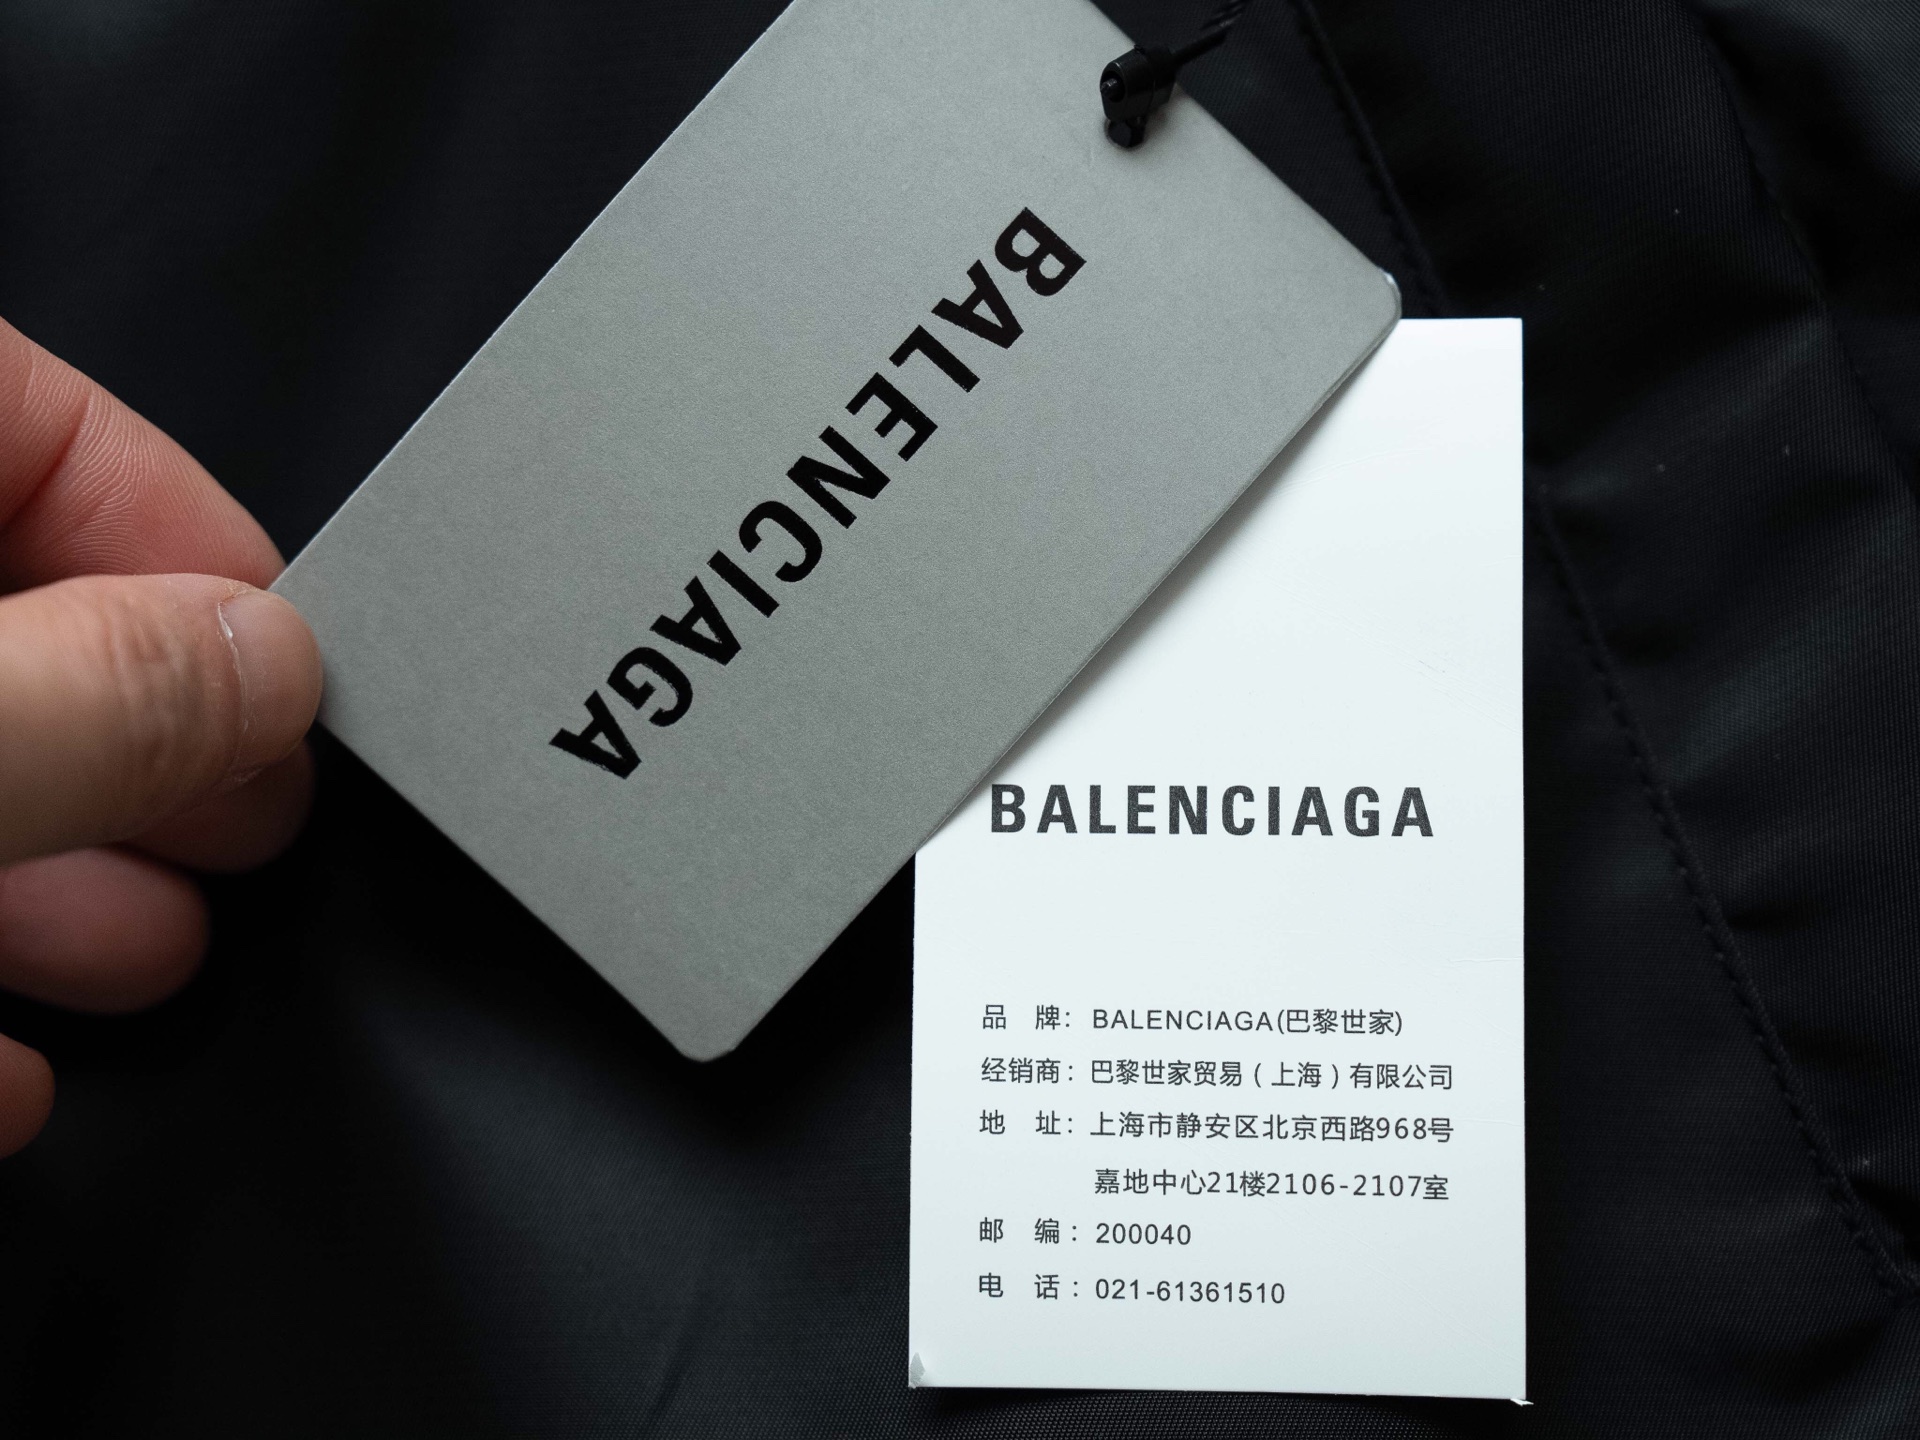 BALENCIAGA
BALENCIAGA
品 牌： BALENCIAGA(巴黎世家)
经销商： 巴黎世家贸易（上海）有限公司
地 址： 上海市静安区北京西路968号
嘉地中心21楼2106-2107室
邮 编： 200040
电 话： 021-61361510